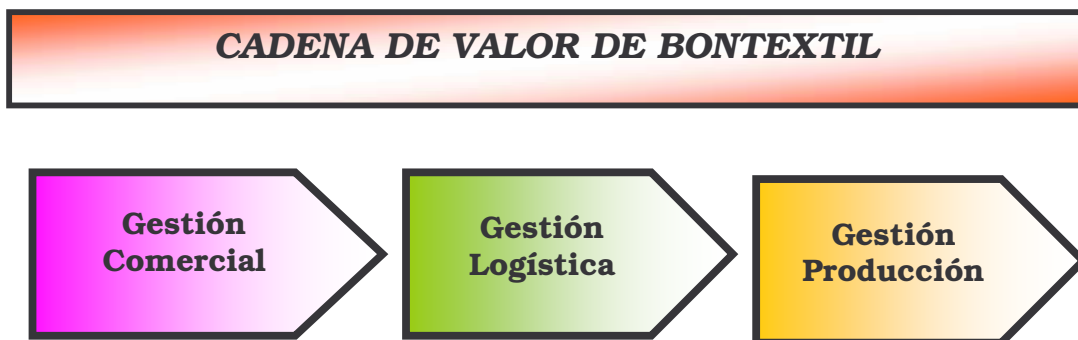 CADENA DE VALOR DE BONTEXTIL
Gestión
Comercial
Gestión
Logística
Gestión
Producción